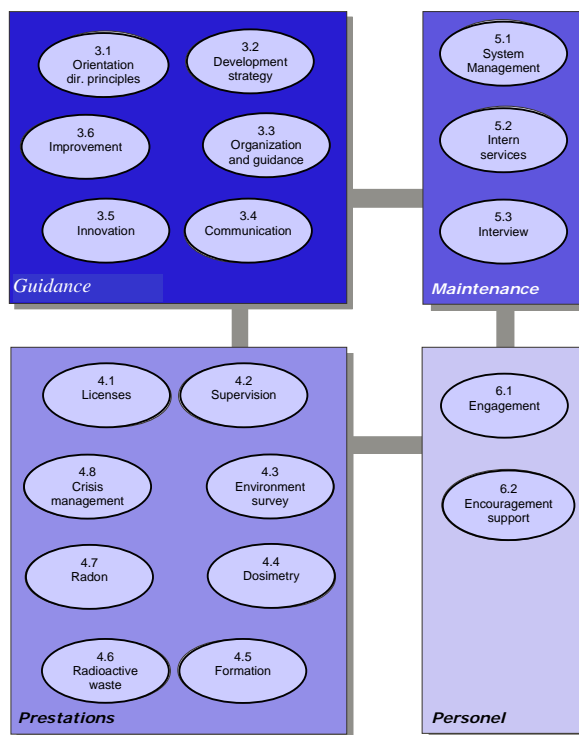 3.1
Orientation
dir. principles
3.2
Development
strategy
3.6
Improvement
3.3
Organization
and guidance
3.5
Innovation
3.4
Communication
Guidance
5.1
System
Management
5.2
Intern
services
5.3
Interview
Maintenance
4.1
Licenses
4.2
Supervision
4.8
Crisis
management
4.3
Environment
survey
4.7
Radon
4.4
Dosimetry
4.6
Radioactive
waste
4.5
Formation
Prestations
6.1
Engagement
6.2
Encouragement
support
Personel